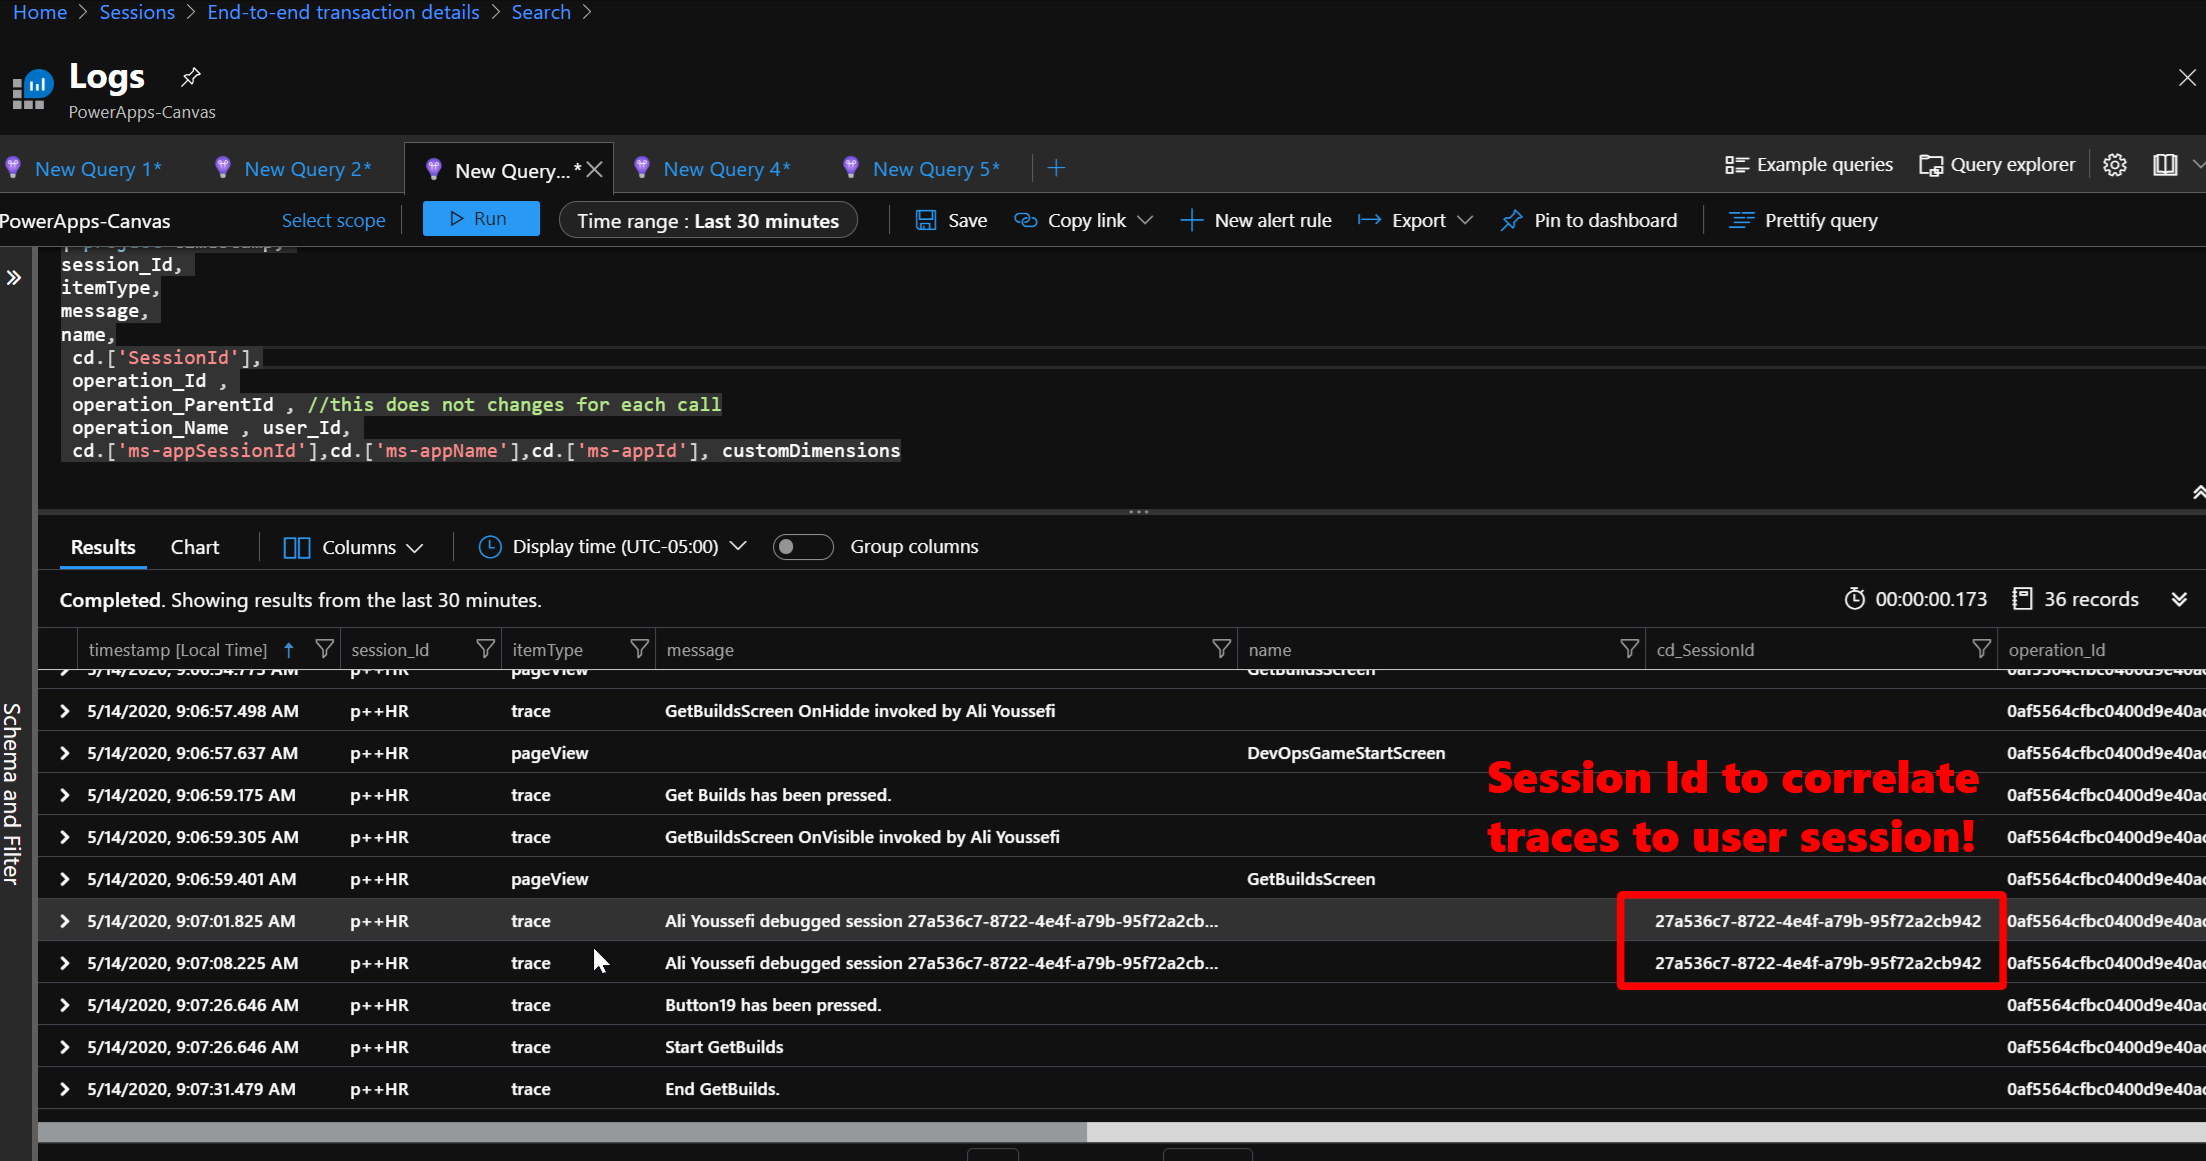 Home > Sessions > End-to-end transaction details > Search >
Logs
PowerApps-Canvas
New Query 1* New Query 2* New Query...* New Query 4* New Query 5* Example queries Query explorer
PowerApps-Canvas Select scope Run Time range : Last 30 minutes Save Copy link New alert rule Export Pin to dashboard Prettify query
session_Id,
itemType,
message,
name,
cd.['SessionId'],
operation_Id ,
operation_ParentId , //this does not changes for each call
operation_Name , user_Id,
cd.['ms-appSessionId'],cd.['ms-appName'],cd.['ms-appId'], customDimensions
Results Chart Columns Display time (UTC-05:00) Group columns
Completed. Showing results from the last 30 minutes. 00:00:00.173 36 records
Schema and Filter
timestamp [Local Time] session_Id itemType message name cd_SessionId operation_Id
5/14/2020, 9:06:57.498 AM p++HR trace GetBuildsScreen OnHidde invoked by Ali Youssefi 0af5564cfbc0400d9e40a
5/14/2020, 9:06:57.637 AM p++HR pageView DevOpsGameStartScreen 0af5564cfbc0400d9e40a
Session Id to correlate
5/14/2020, 9:06:59.175 AM p++HR trace Get Builds has been pressed. 0af5564cfbc0400d9e40a
traces to user session!
5/14/2020, 9:06:59.305 AM p++HR trace GetBuildsScreen OnVisible invoked by Ali Youssefi 0af5564cfbc0400d9e40a
5/14/2020, 9:06:59.401 AM p++HR pageView GetBuildsScreen 0af5564cfbc0400d9e40a
5/14/2020, 9:07:01.825 AM p++HR trace Ali Youssefi debugged session 27a536c7-8722-4e4f-a79b-95f72a2cb... 27a536c7-8722-4e4f-a79b-95f72a2cb942 0af5564cfbc0400d9e40a
5/14/2020, 9:07:08.225 AM p++HR trace Ali Youssefi debugged session 27a536c7-8722-4e4f-a79b-95f72a2cb... 27a536c7-8722-4e4f-a79b-95f72a2cb942 0af5564cfbc0400d9e40a
5/14/2020, 9:07:26.646 AM p++HR trace Button19 has been pressed. 0af5564cfbc0400d9e40a
5/14/2020, 9:07:26.646 AM p++HR trace Start GetBuilds 0af5564cfbc0400d9e40a
5/14/2020, 9:07:31.479 AM p++HR trace End GetBuilds. 0af5564cfbc0400d9e40a